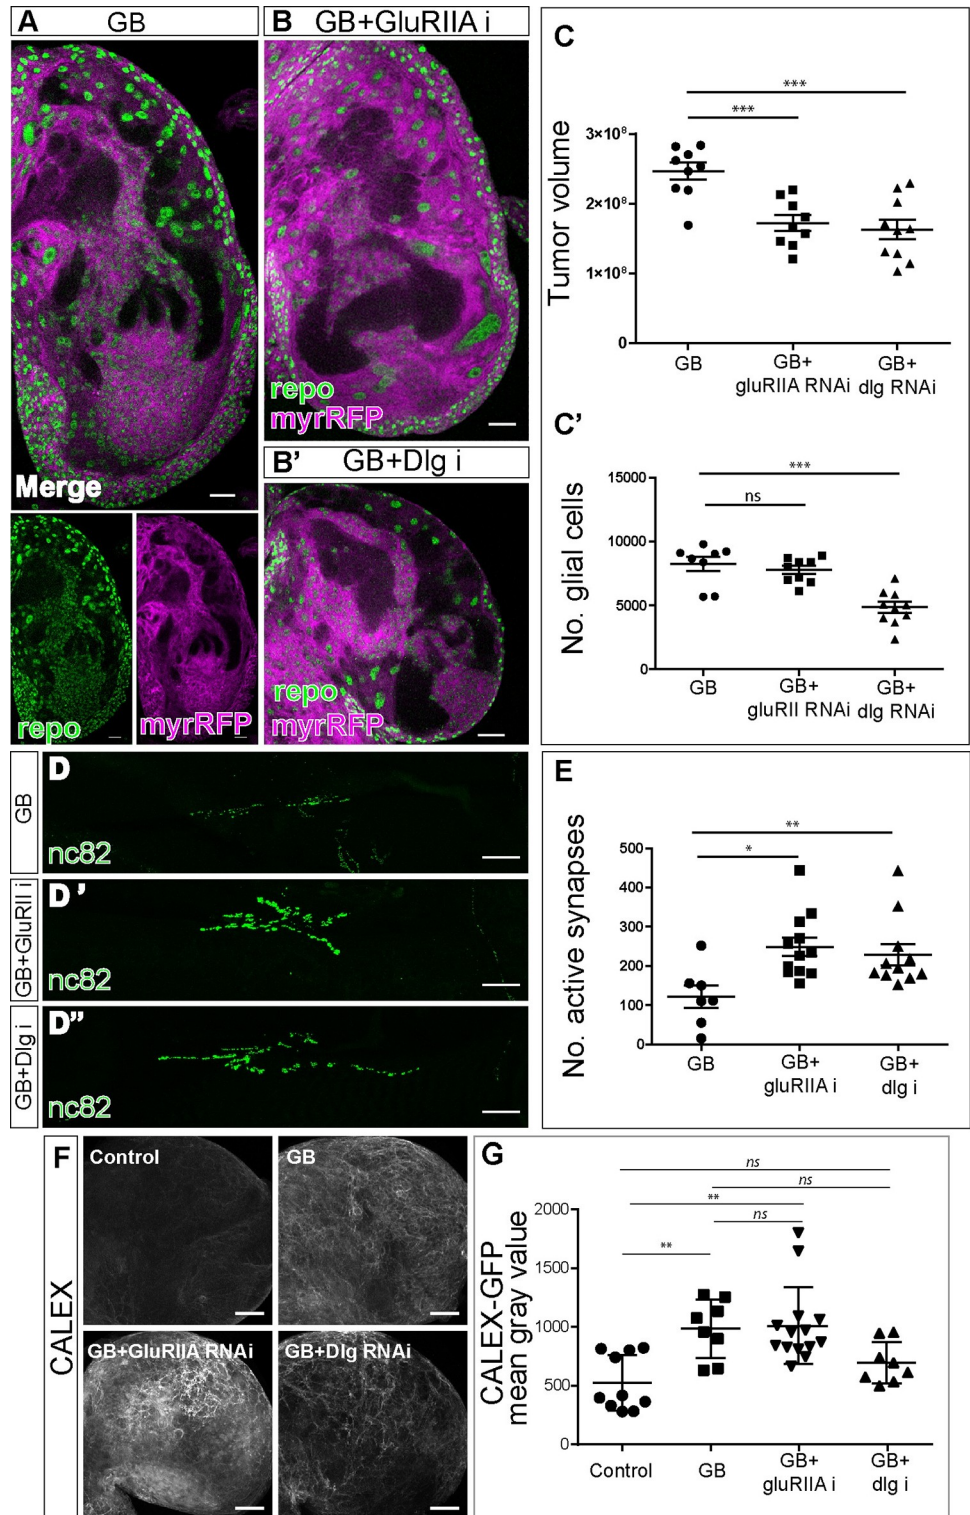 A GB
Merge
repo
myrRFP
B GB+GluRIIA i
repo
myrRFP
B' GB+Dlg i
repo
myrRFP
C
***
***
Tumor volume
3×10⁸
2×10⁸
1×10⁸
0
GB
GB+
gluRIIA RNAi
GB+
dlg RNAi
C'
***
ns
No. glial cells
15000
10000
5000
0
GB
GB+
gluRII RNAi
GB+
dlg RNAi
GB
D
nc82
GB+GluRII i
D'
nc82
GB+Dlg i
D"
nc82
E
**
*
No. active synapses
500
400
300
200
100
0
GB
GB+
gluRIIA i
GB+
dlg i
CALEX
F
Control
GB
GB+GluRIIA RNAi
GB+Dlg RNAi
G
ns
ns
**
ns
**
CALEX-GFP
mean gray value
2000
1500
1000
500
0
Control
GB
GB+
gluRIIA i
GB+
dlg i